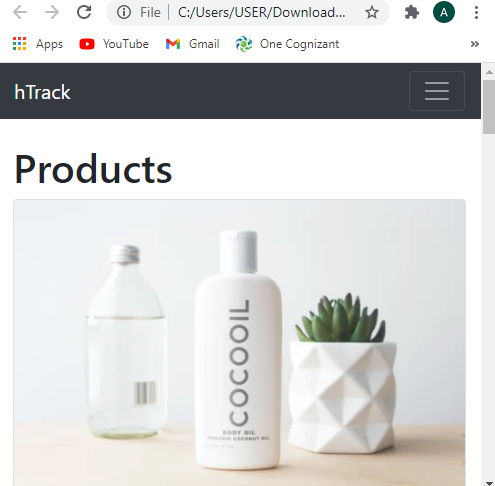 File C:/Users/USER/Download... A
Apps YouTube Gmail One Cognizant »
hTrack
Products
COCOOIL
BODY OIL
ORGANIC COCONUT OIL